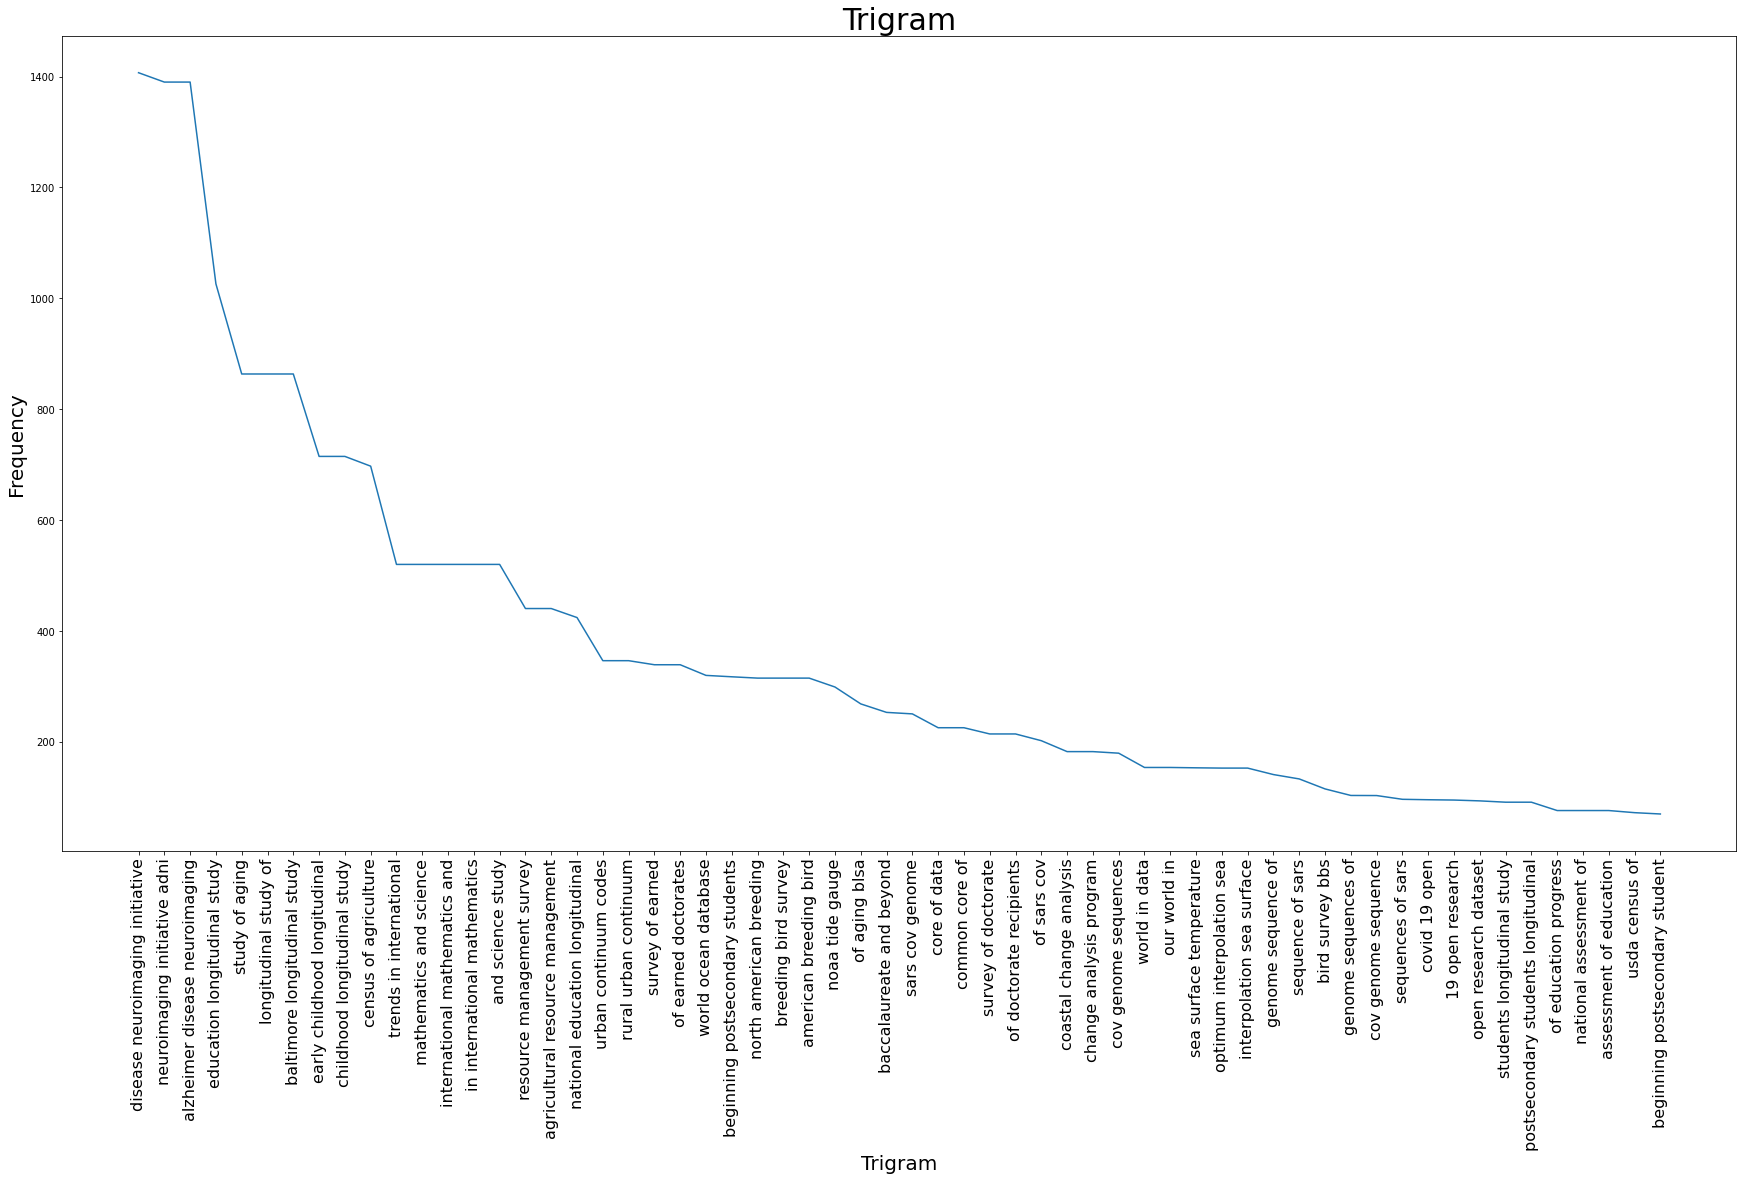 Trigram
Frequency
1400
1200
1000
800
600
400
200
disease neuroimaging initiative
neuroimaging initiative adni
alzheimer disease neuroimaging
education longitudinal study
study of aging
longitudinal study of
baltimore longitudinal study
early childhood longitudinal
childhood longitudinal study
census of agriculture
trends in international
mathematics and science
international mathematics and
in international mathematics
and science study
resource management survey
agricultural resource management
national education longitudinal
urban continuum codes
rural urban continuum
survey of earned
of earned doctorates
world ocean database
beginning postsecondary students
north american breeding
breeding bird survey
american breeding bird
noaa tide gauge
of aging blsa
baccalaureate and beyond
sars cov genome
core of data
common core of
survey of doctorate
of doctorate recipients
of sars cov
coastal change analysis
change analysis program
cov genome sequences
world in data
our world in
sea surface temperature
optimum interpolation sea
interpolation sea surface
genome sequence of
sequence of sars
bird survey bbs
genome sequences of
cov genome sequence
sequences of sars
covid 19 open
19 open research
open research dataset
students longitudinal study
postsecondary students longitudinal
of education progress
national assessment of
assessment of education
usda census of
beginning postsecondary student
Trigram